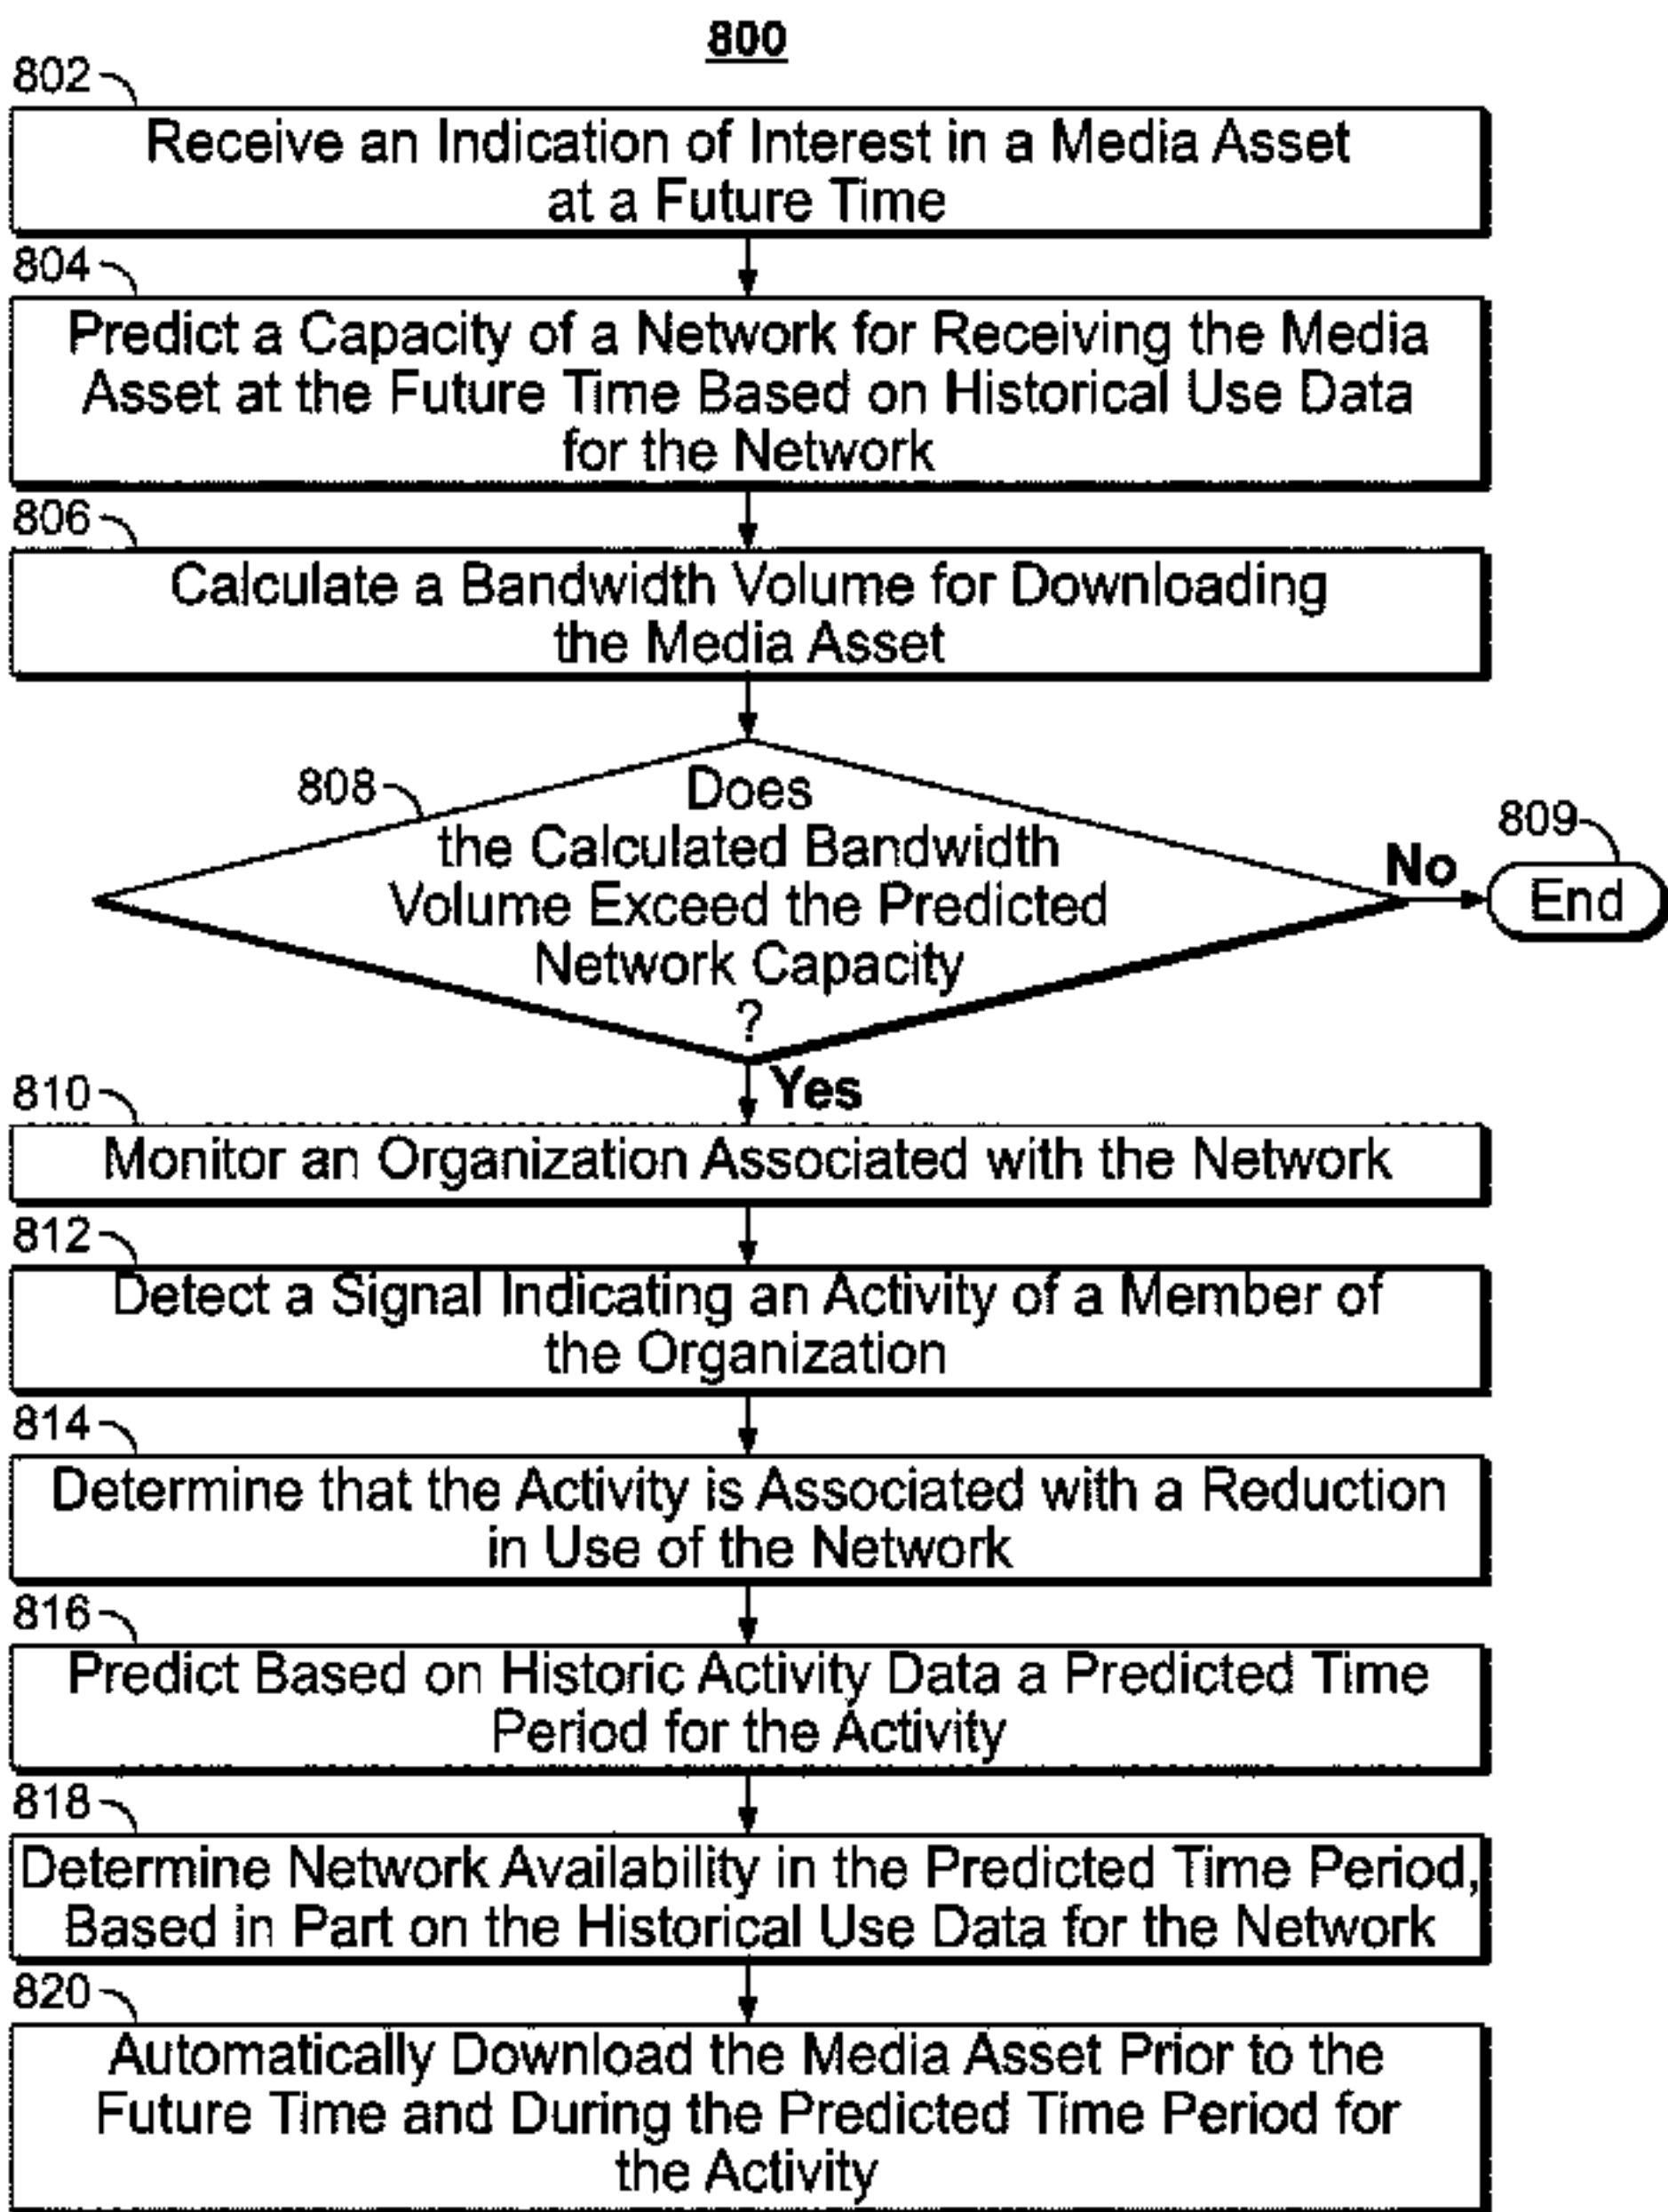 800
802
Receive an Indication of Interest in a Media Asset
at a Future Time
804
Predict a Capacity of a Network for Receiving the Media
Asset at the Future Time Based on Historical Use Data
for the Network
806
Calculate a Bandwidth Volume for Downloading
the Media Asset
808
Does
the Calculated Bandwidth
Volume Exceed the Predicted
Network Capacity
?
No
809
End
Yes
810
Monitor an Organization Associated with the Network
812
Detect a Signal Indicating an Activity of a Member of
the Organization
814
Determine that the Activity is Associated with a Reduction
in Use of the Network
816
Predict Based on Historic Activity Data a Predicted Time
Period for the Activity
818
Determine Network Availability in the Predicted Time Period,
Based in Part on the Historical Use Data for the Network
820
Automatically Download the Media Asset Prior to the
Future Time and During the Predicted Time Period for
the Activity